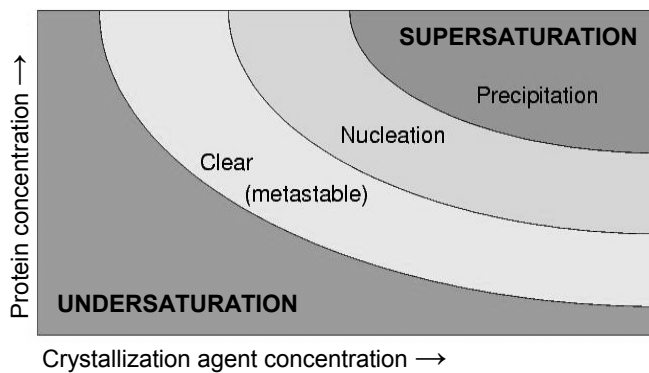 SUPERSATURATION
Precipitation
Nucleation
Clear
(metastable)
UNDERSATURATION
Protein concentration →
Crystallization agent concentration →